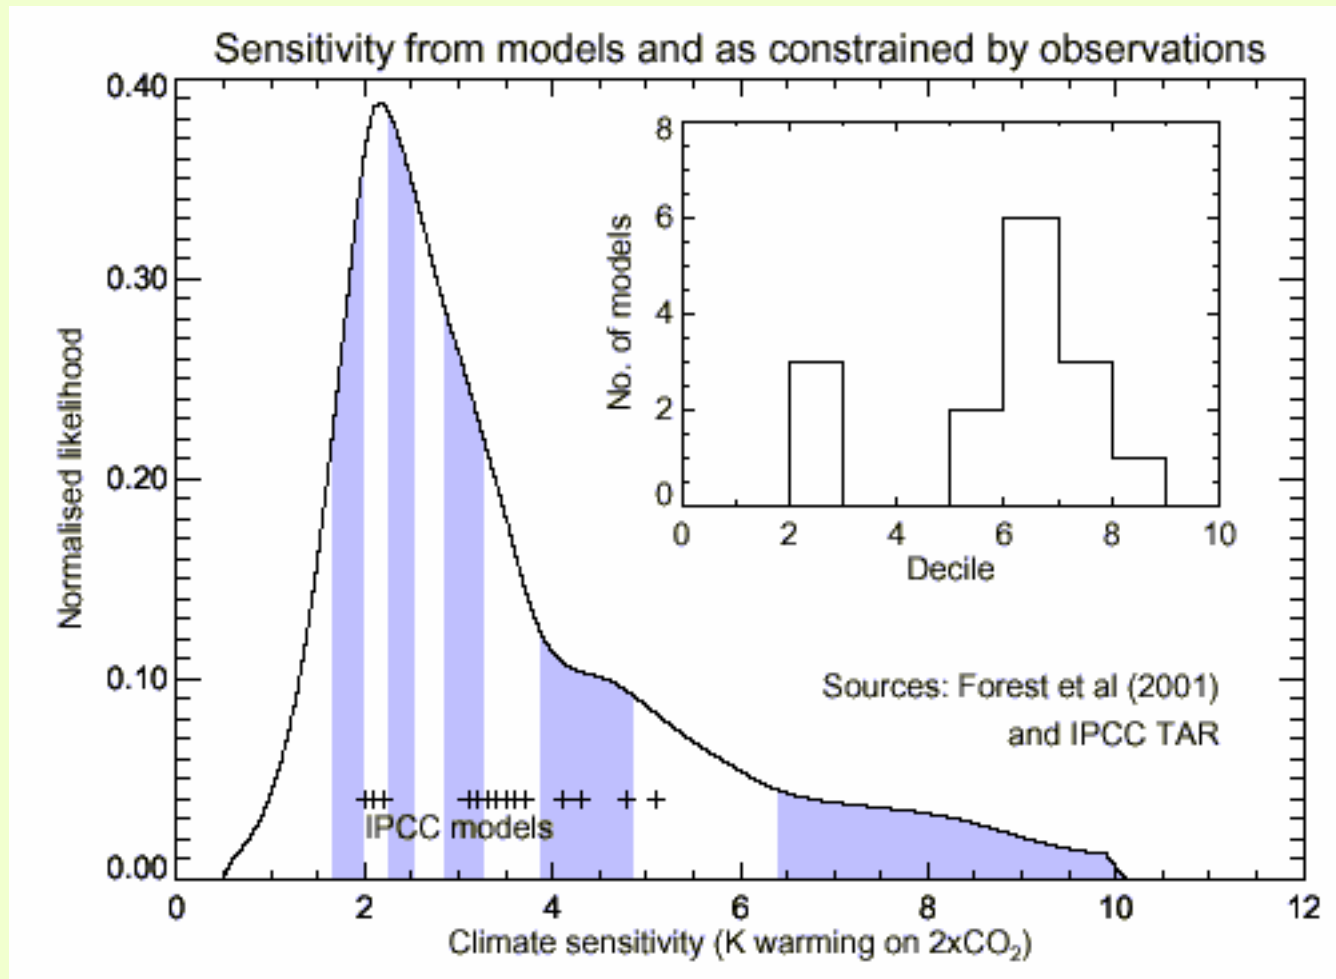 Sensitivity from models and as constrained by observations
0.40
0.30
0.20
0.10
0.00
Normalised likelihood
8
6
4
2
0
No. of models
0 2 4 6 8 10
Decile
Sources: Forest et al (2001)
and IPCC TAR
IPCC models
0 2 4 6 8 10 12
Climate sensitivity (K warming on 2xCO₂)